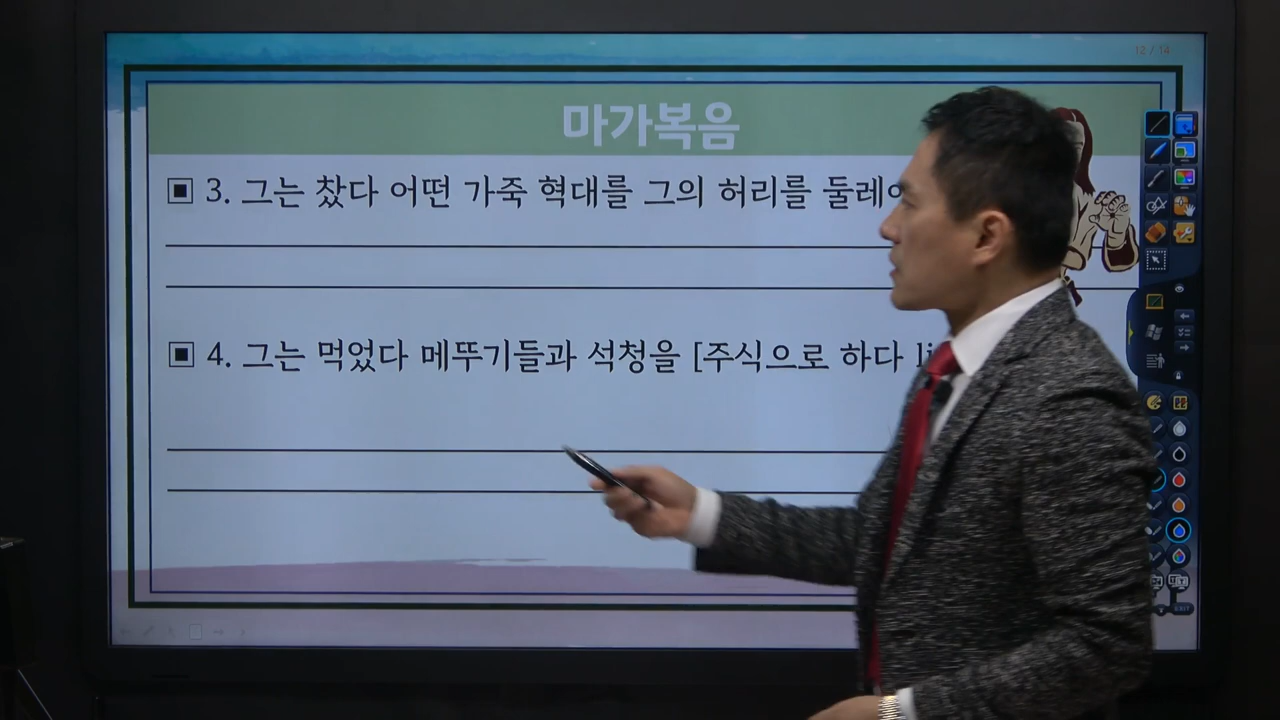 12 / 14
마가복음
▣ 3. 그는 찼다 어떤 가죽 혁대를 그의 허리를
▣ 4. 그는 먹었다 메뚜기들과 석청을 [주식으로 하다
EXIT